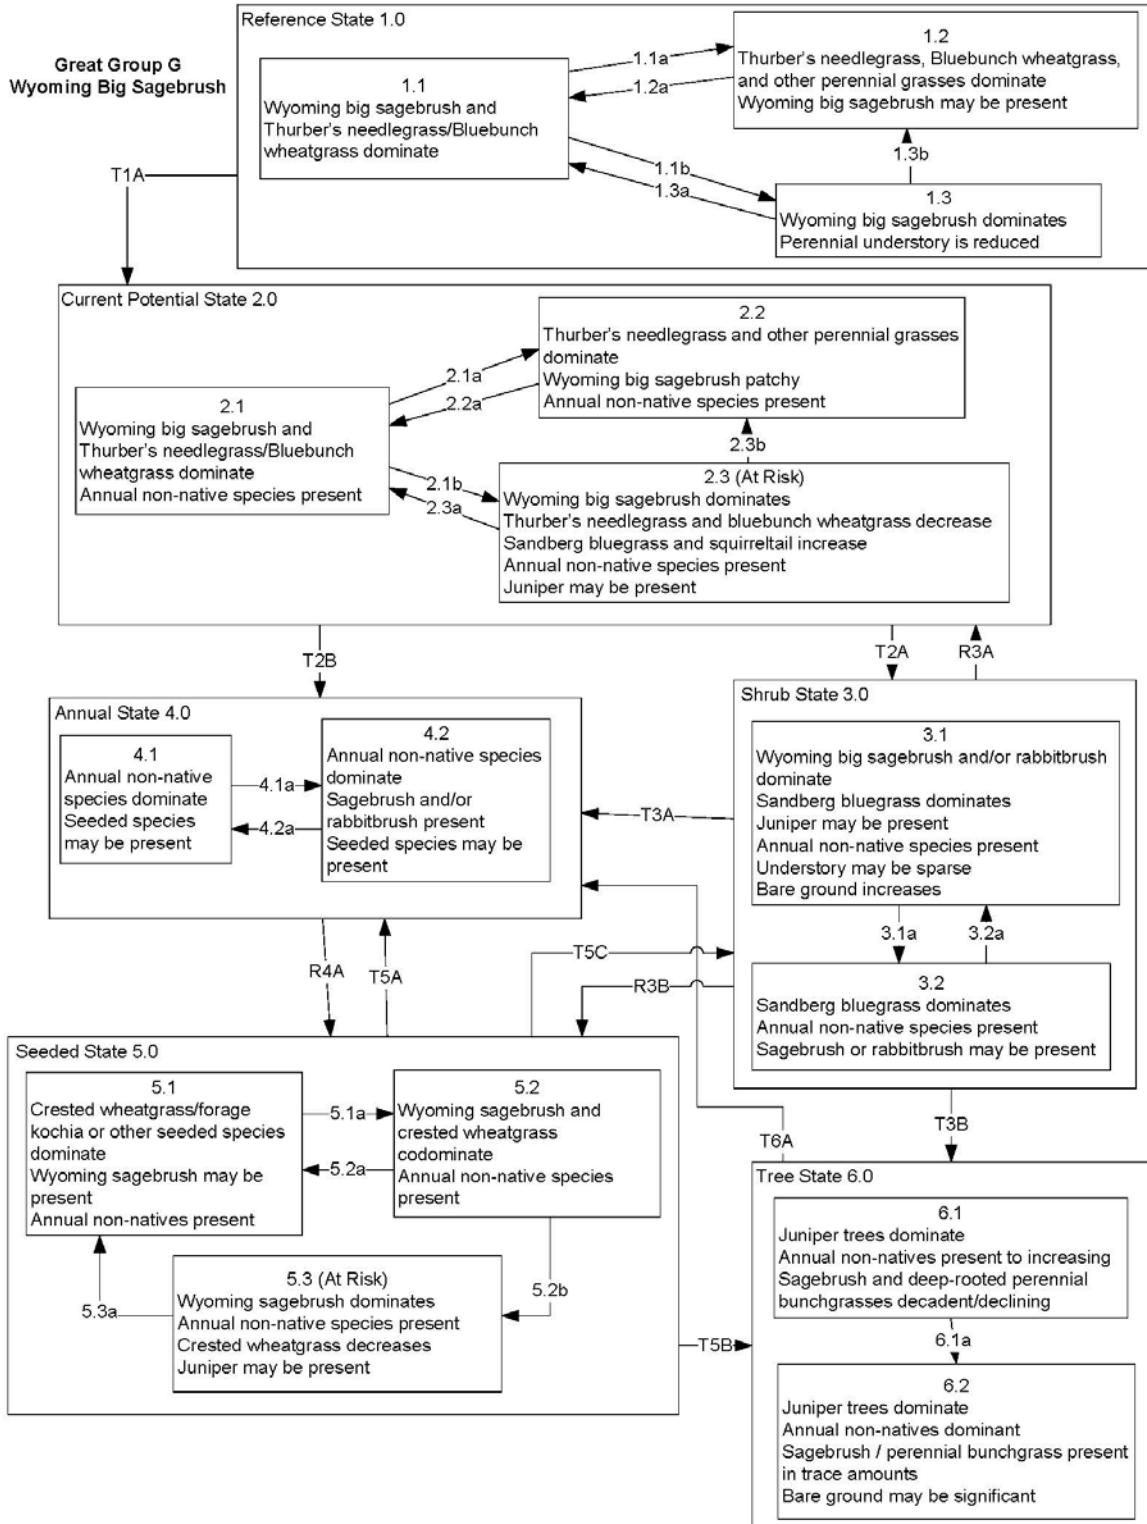 Great Group G
Wyoming Big Sagebrush
Reference State 1.0
1.1
Wyoming big sagebrush and
Thurber's needlegrass/Bluebunch
wheatgrass dominate
1.1a
1.2a
1.2
Thurber's needlegrass, Bluebunch wheatgrass,
and other perennial grasses dominate
Wyoming big sagebrush may be present
1.1b
1.3a
1.3b
1.3
Wyoming big sagebrush dominates
Perennial understory is reduced
T1A
Current Potential State 2.0
2.1
Wyoming big sagebrush and
Thurber's needlegrass/Bluebunch
wheatgrass dominate
Annual non-native species present
2.1a
2.2a
2.2
Thurber's needlegrass and other perennial grasses
dominate
Wyoming big sagebrush patchy
Annual non-native species present
2.1b
2.3a
2.3b
2.3 (At Risk)
Wyoming big sagebrush dominates
Thurber's needlegrass and bluebunch wheatgrass decrease
Sandberg bluegrass and squirreltail increase
Annual non-native species present
Juniper may be present
T2B
T2A
R3A
Annual State 4.0
4.1
Annual non-native
species dominate
Seeded species
may be present
4.1a
4.2a
4.2
Annual non-native species
dominate
Sagebrush and/or
rabbitbrush present
Seeded species may be
present
T3A
Shrub State 3.0
3.1
Wyoming big sagebrush and/or rabbitbrush
dominate
Sandberg bluegrass dominates
Juniper may be present
Annual non-native species present
Understory may be sparse
Bare ground increases
3.1a
3.2a
3.2
Sandberg bluegrass dominates
Annual non-native species present
Sagebrush or rabbitbrush may be present
R4A
T5A
T5C
R3B
T6A
T3B
Seeded State 5.0
5.1
Crested wheatgrass/forage
kochia or other seeded species
dominate
Wyoming sagebrush may be
present
Annual non-natives present
5.1a
5.2a
5.2
Wyoming sagebrush and
crested wheatgrass
codominate
Annual non-native species
present
5.2b
5.3a
5.3 (At Risk)
Wyoming sagebrush dominates
Annual non-native species present
Crested wheatgrass decreases
Juniper may be present
T5B
Tree State 6.0
6.1
Juniper trees dominate
Annual non-natives present to increasing
Sagebrush and deep-rooted perennial
bunchgrasses decadent/declining
6.1a
6.2
Juniper trees dominate
Annual non-natives dominant
Sagebrush / perennial bunchgrass present
in trace amounts
Bare ground may be significant